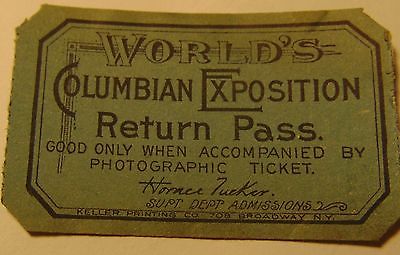 WORLD'S
COLUMBIAN EXPOSITION
Return Pass.
GOOD ONLY WHEN ACCOMPANIED BY
PHOTOGRAPHIC TICKET.
Horace Tucker.
SUPT DEPT ADMISSIONS
KELLER PRINTING CO. 708 BROADWAY N.Y.